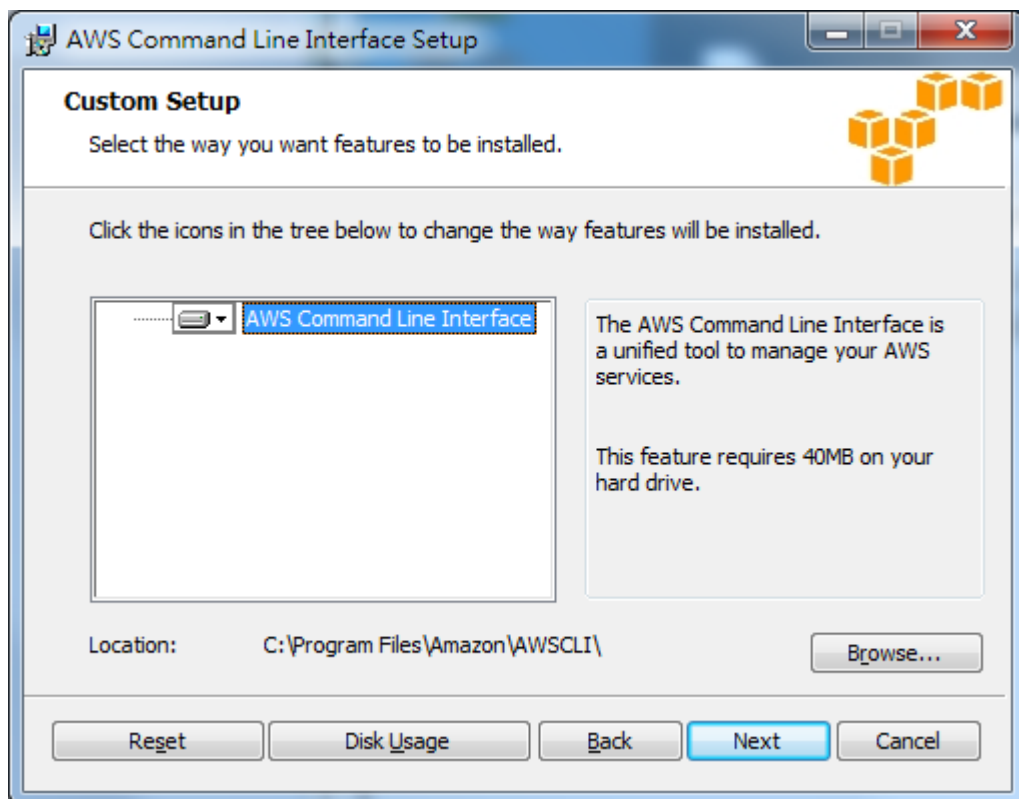 AWS Command Line Interface Setup
Custom Setup
Select the way you want features to be installed.
Click the icons in the tree below to change the way features will be installed.
AWS Command Line Interface
The AWS Command Line Interface is
a unified tool to manage your AWS
services.
This feature requires 40MB on your
hard drive.
Location: C:\Program Files\Amazon\AWSCLI\
Browse...
Reset Disk Usage Back Next Cancel